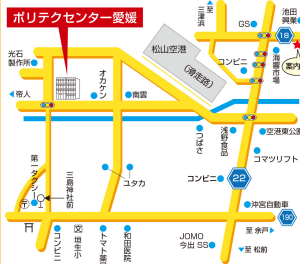 ポリテクセンター愛媛
至
三津浜
GS
池田
興業
18
案内
海響市場
コンビニ
松山空港
(滑走路)
光石
製作所
オカケン
南雲
帝人
つばさ
浅野食品
空港東公園
コマツリフト
第一タクシー
三島神社前
ユタカ
コンビニ
22
沖宮自動車
190
コンビニ
垣生小
トマト薬
和田医院
JOMO
今出SS
至 余戸
至 松前